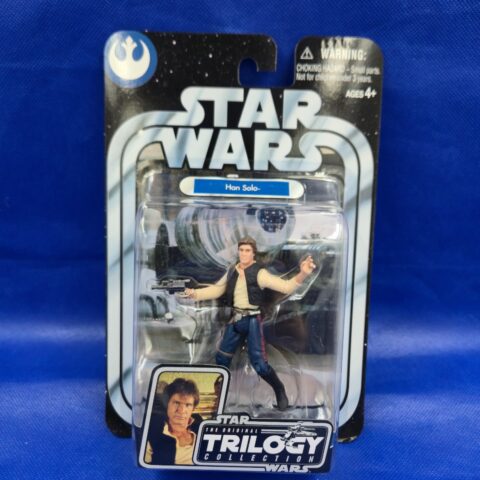 WARNING:
CHOKING HAZARD - Small parts.
Not for children under 3 years.
AGES 4+
STAR
WARS
Han Solo
STAR
THE ORIGINAL
TRILOGY
COLLECTION
WARS